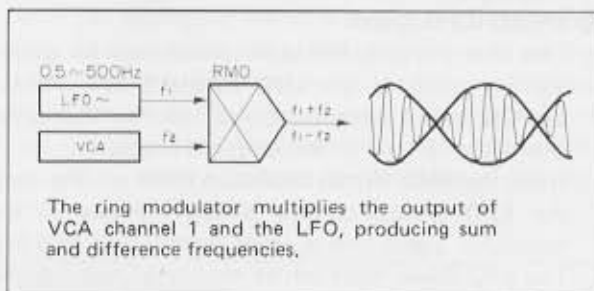 0.5~500Hz RMO
LFO ~ f1
f1+f2
VCA f2 f1-f2
The ring modulator multiplies the output of
VCA channel 1 and the LFO, producing sum
and difference frequencies.